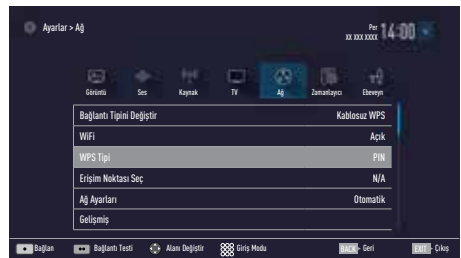 Ayarlar > Ağ
Per
XX XXX XXXX
14:00
Görüntü Ses Kaynak TV Ağ Zamanlayıcı Ebeveyn
Bağlantı Tipini Değiştir Kablosuz WPS
WiFi Açık
WPS Tipi PIN
Erişim Noktası Seç N/A
Ağ Ayarları Otomatik
Gelişmiş
Bağlan Bağlantı Testi Alanı Değiştir Giriş Modu BACK - Geri EXIT - Çıkış